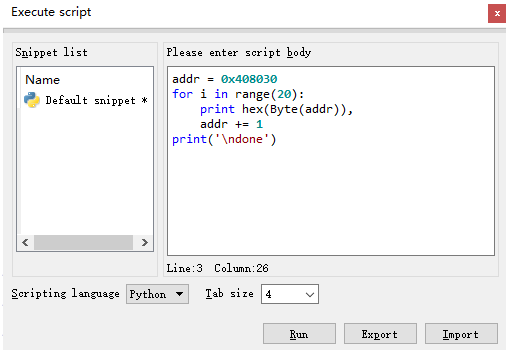 Execute script
x
Snippet list
Please enter script body
Name
Default snippet *
addr = 0x408030
for i in range(20):
    print hex(Byte(addr)),
    addr += 1
print('\ndone')
Line:3 Column:26
Scripting language Python Tab size 4
Run Export Import